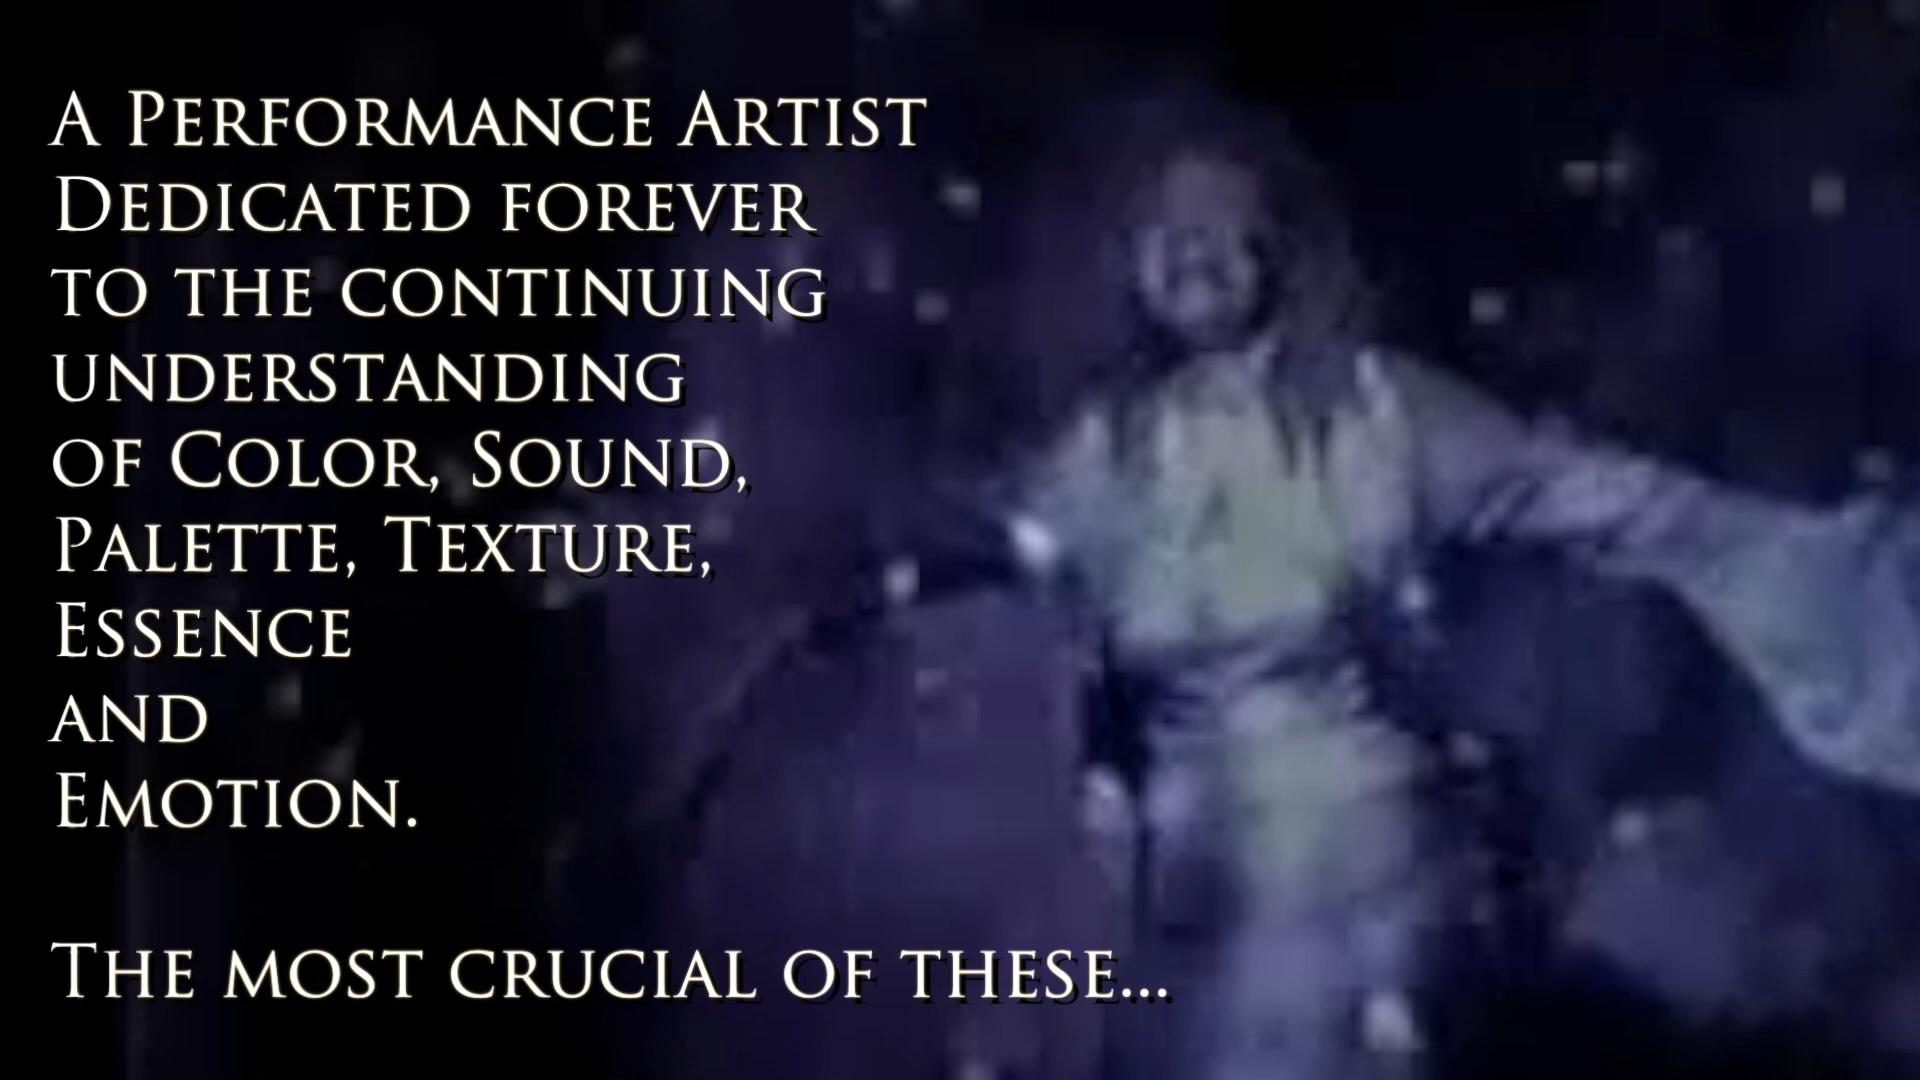 A Performance Artist
Dedicated forever
to the continuing
understanding
of Color, Sound,
Palette, Texture,
Essence
and
Emotion.
The most crucial of these...